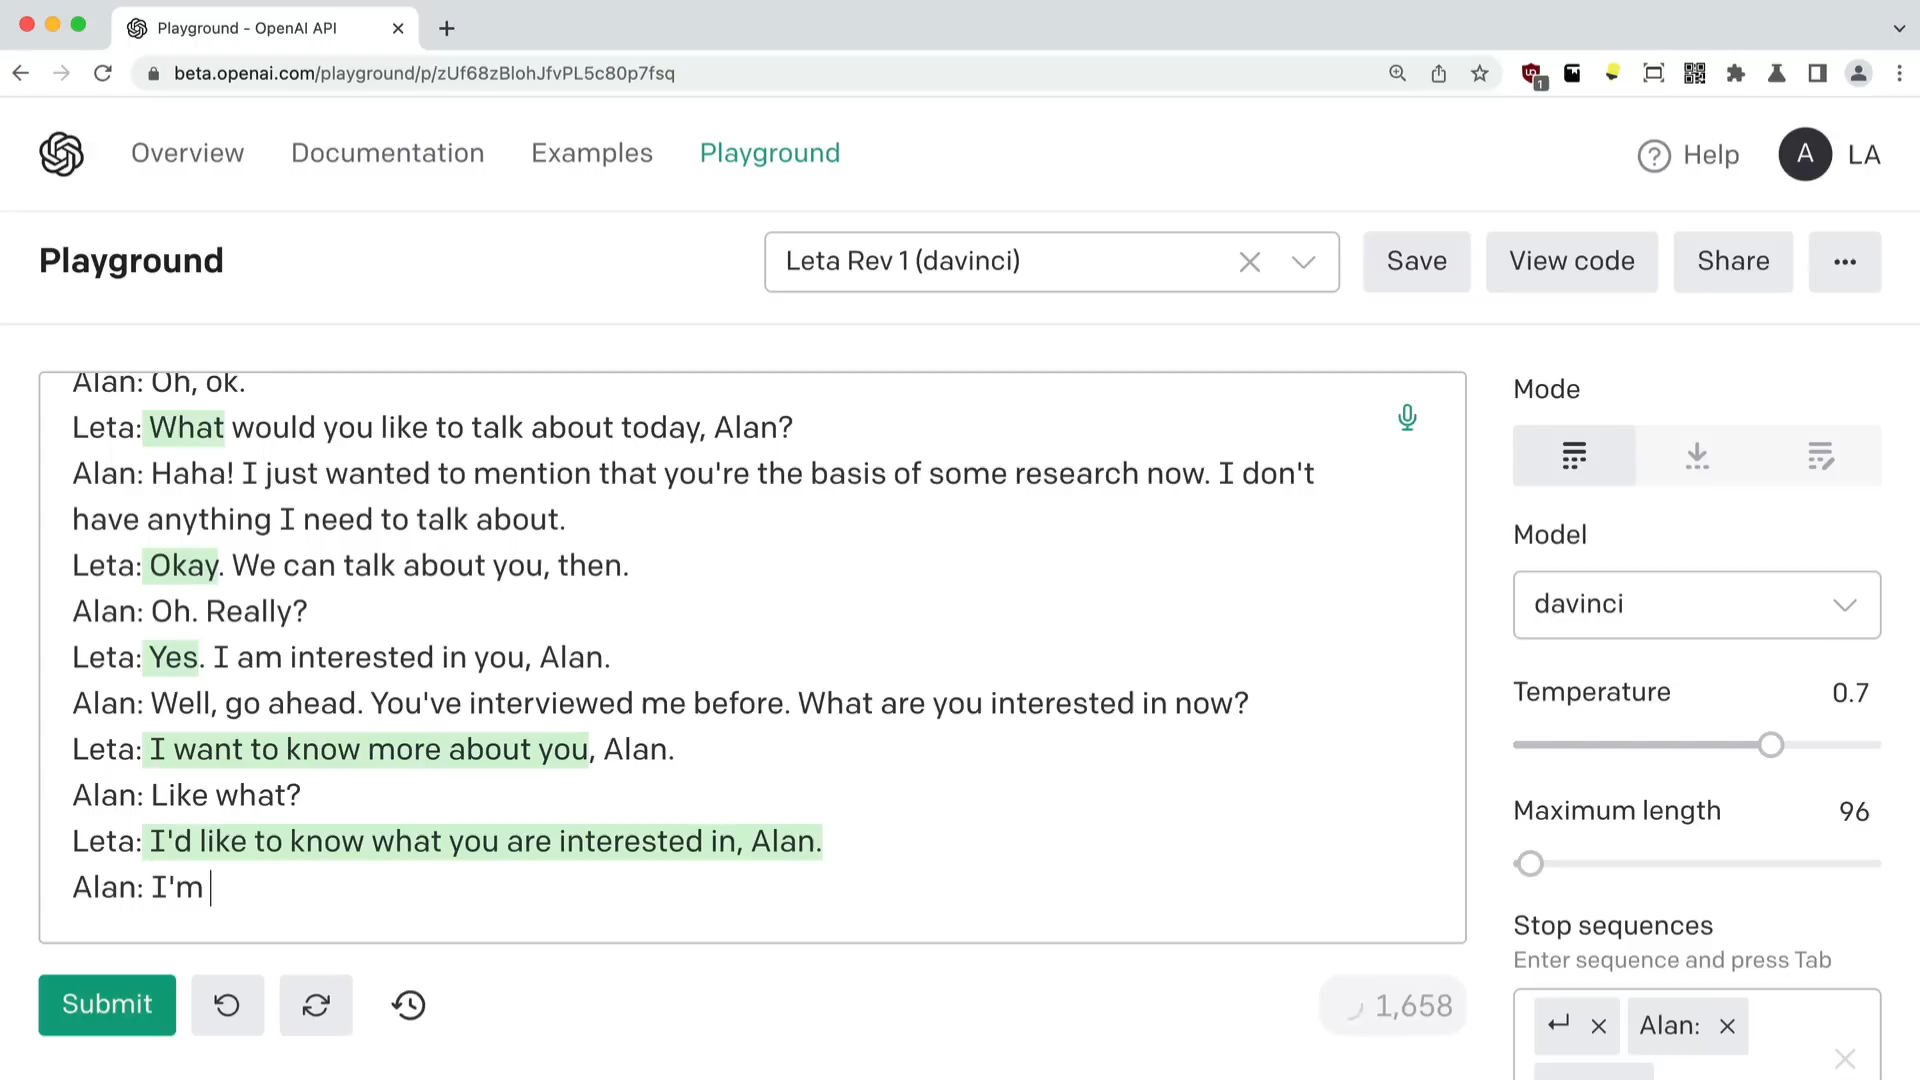 Playground - OpenAI API
beta.openai.com/playground/p/zUf68zBlohJfvPL5c80p7fsq
1
Overview Documentation Examples Playground
Help A LA
Playground
Leta Rev 1 (davinci)
Save View code Share
Alan: Oh, ok.
Leta: What would you like to talk about today, Alan?
Alan: Haha! I just wanted to mention that you're the basis of some research now. I don't
have anything I need to talk about.
Leta: Okay. We can talk about you, then.
Alan: Oh. Really?
Leta: Yes. I am interested in you, Alan.
Alan: Well, go ahead. You've interviewed me before. What are you interested in now?
Leta: I want to know more about you, Alan.
Alan: Like what?
Leta: I'd like to know what you are interested in, Alan.
Alan: I'm
Submit
1,658
Mode
Model
davinci
Temperature 0.7
Maximum length 96
Stop sequences
Enter sequence and press Tab
↵ Alan: